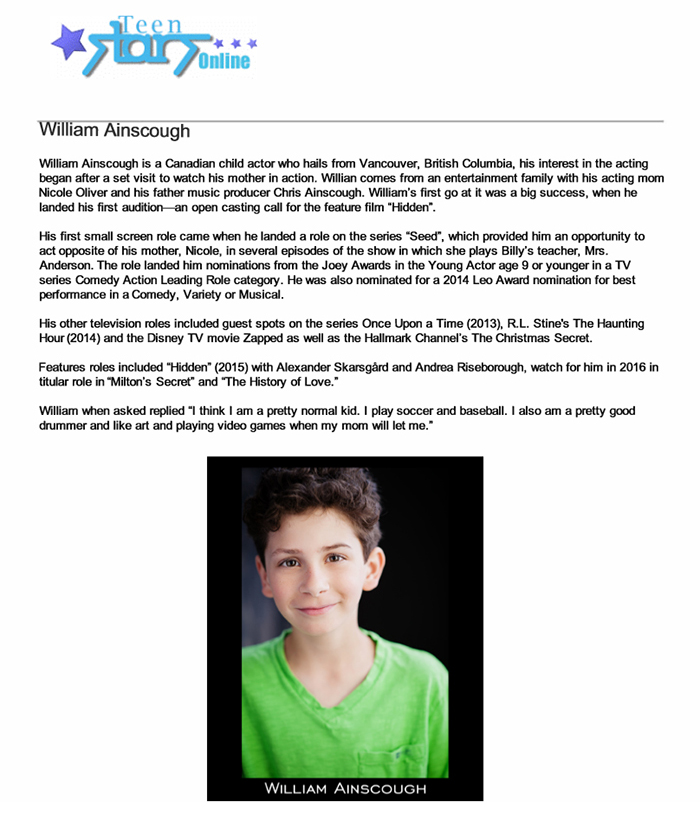 Teen
stars
Online
William Ainscough
William Ainscough is a Canadian child actor who hails from Vancouver, British Columbia, his interest in the acting
began after a set visit to watch his mother in action. Willian comes from an entertainment family with his acting mom
Nicole Oliver and his father music producer Chris Ainscough. William's first go at it was a big success, when he
landed his first audition—an open casting call for the feature film “Hidden”.
His first small screen role came when he landed a role on the series “Seed”, which provided him an opportunity to
act opposite of his mother, Nicole, in several episodes of the show in which she plays Billy's teacher, Mrs.
Anderson. The role landed him nominations from the Joey Awards in the Young Actor age 9 or younger in a TV
series Comedy Action Leading Role category. He was also nominated for a 2014 Leo Award nomination for best
performance in a Comedy, Variety or Musical.
His other television roles included guest spots on the series Once Upon a Time (2013), R.L. Stine's The Haunting
Hour (2014) and the Disney TV movie Zapped as well as the Hallmark Channel's The Christmas Secret.
Features roles included “Hidden” (2015) with Alexander Skarsgård and Andrea Riseborough, watch for him in 2016 in
titular role in “Milton's Secret” and “The History of Love.”
William when asked replied “I think I am a pretty normal kid. I play soccer and baseball. I also am a pretty good
drummer and like art and playing video games when my mom will let me.”
WILLIAM AINSCOUGH